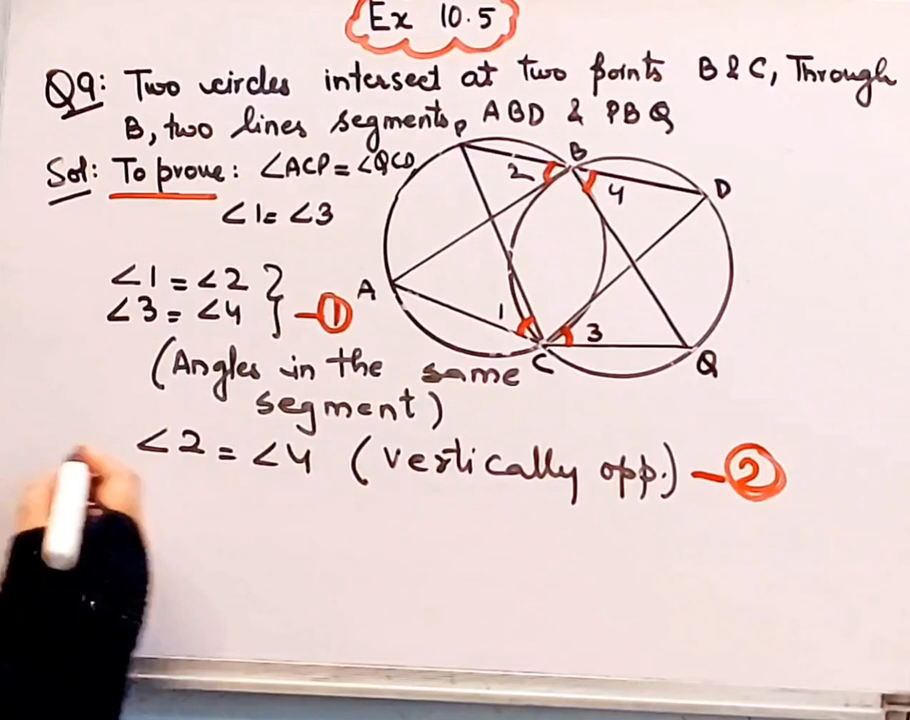 Ex 10.5
Q9: Two circles intersect at two points B & C, Through
B, two lines segments, ABD & PBQ
Sol: To prove: ∠ACP = ∠QCD
∠1 = ∠3
∠1 = ∠2
∠3 = ∠4 } - ①
(Angles in the same
segment)
∠2 = ∠4 (vertically opp.) - ②
P
B
2
4
D
A
1
3
C
Q